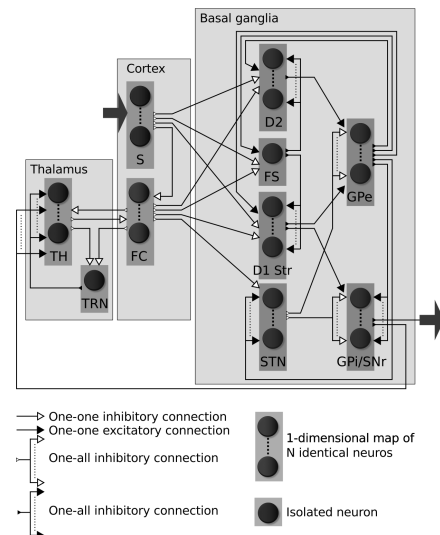 Basal ganglia
Cortex
S
D2
FS
GPe
Thalamus
TH
FC
D1 Str
TRN
STN
GPi/SNr
One-one inhibitory connection
One-one excitatory connection
One-all inhibitory connection
One-all inhibitory connection
1-dimensional map of
N identical neuros
Isolated neuron